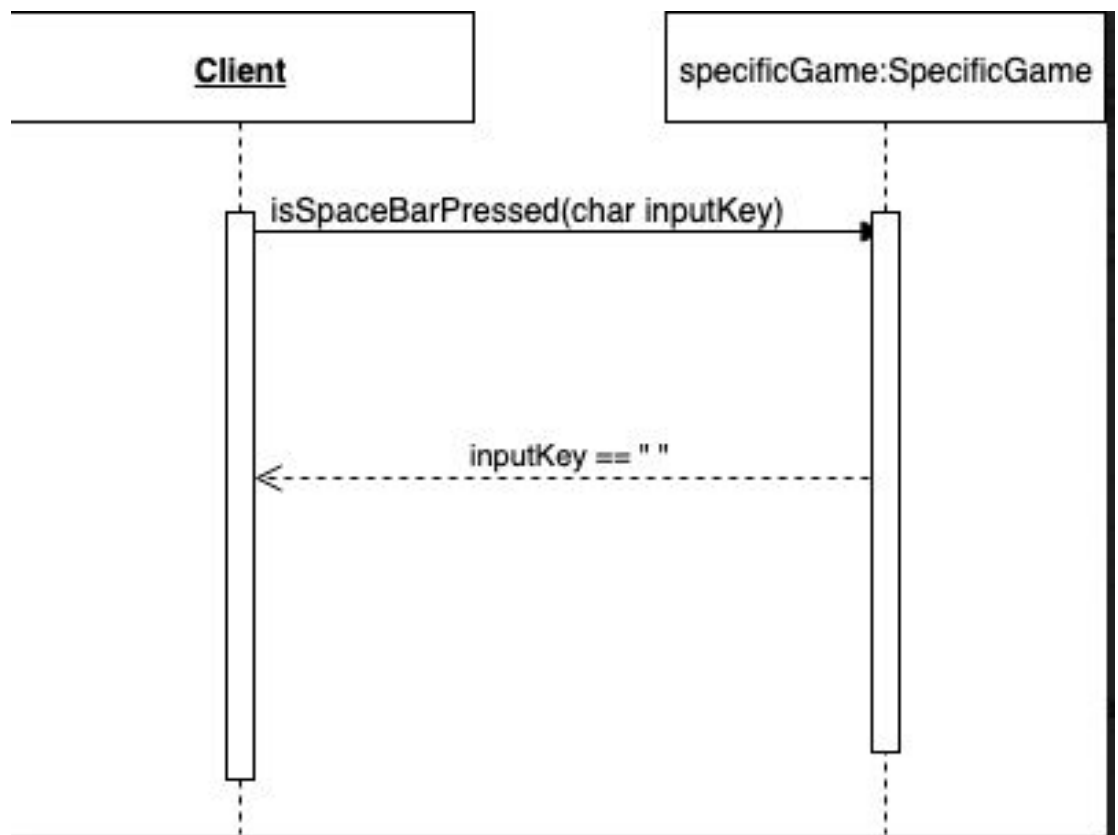 Client
specificGame:SpecificGame
isSpaceBarPressed(char inputKey)
inputKey == " "